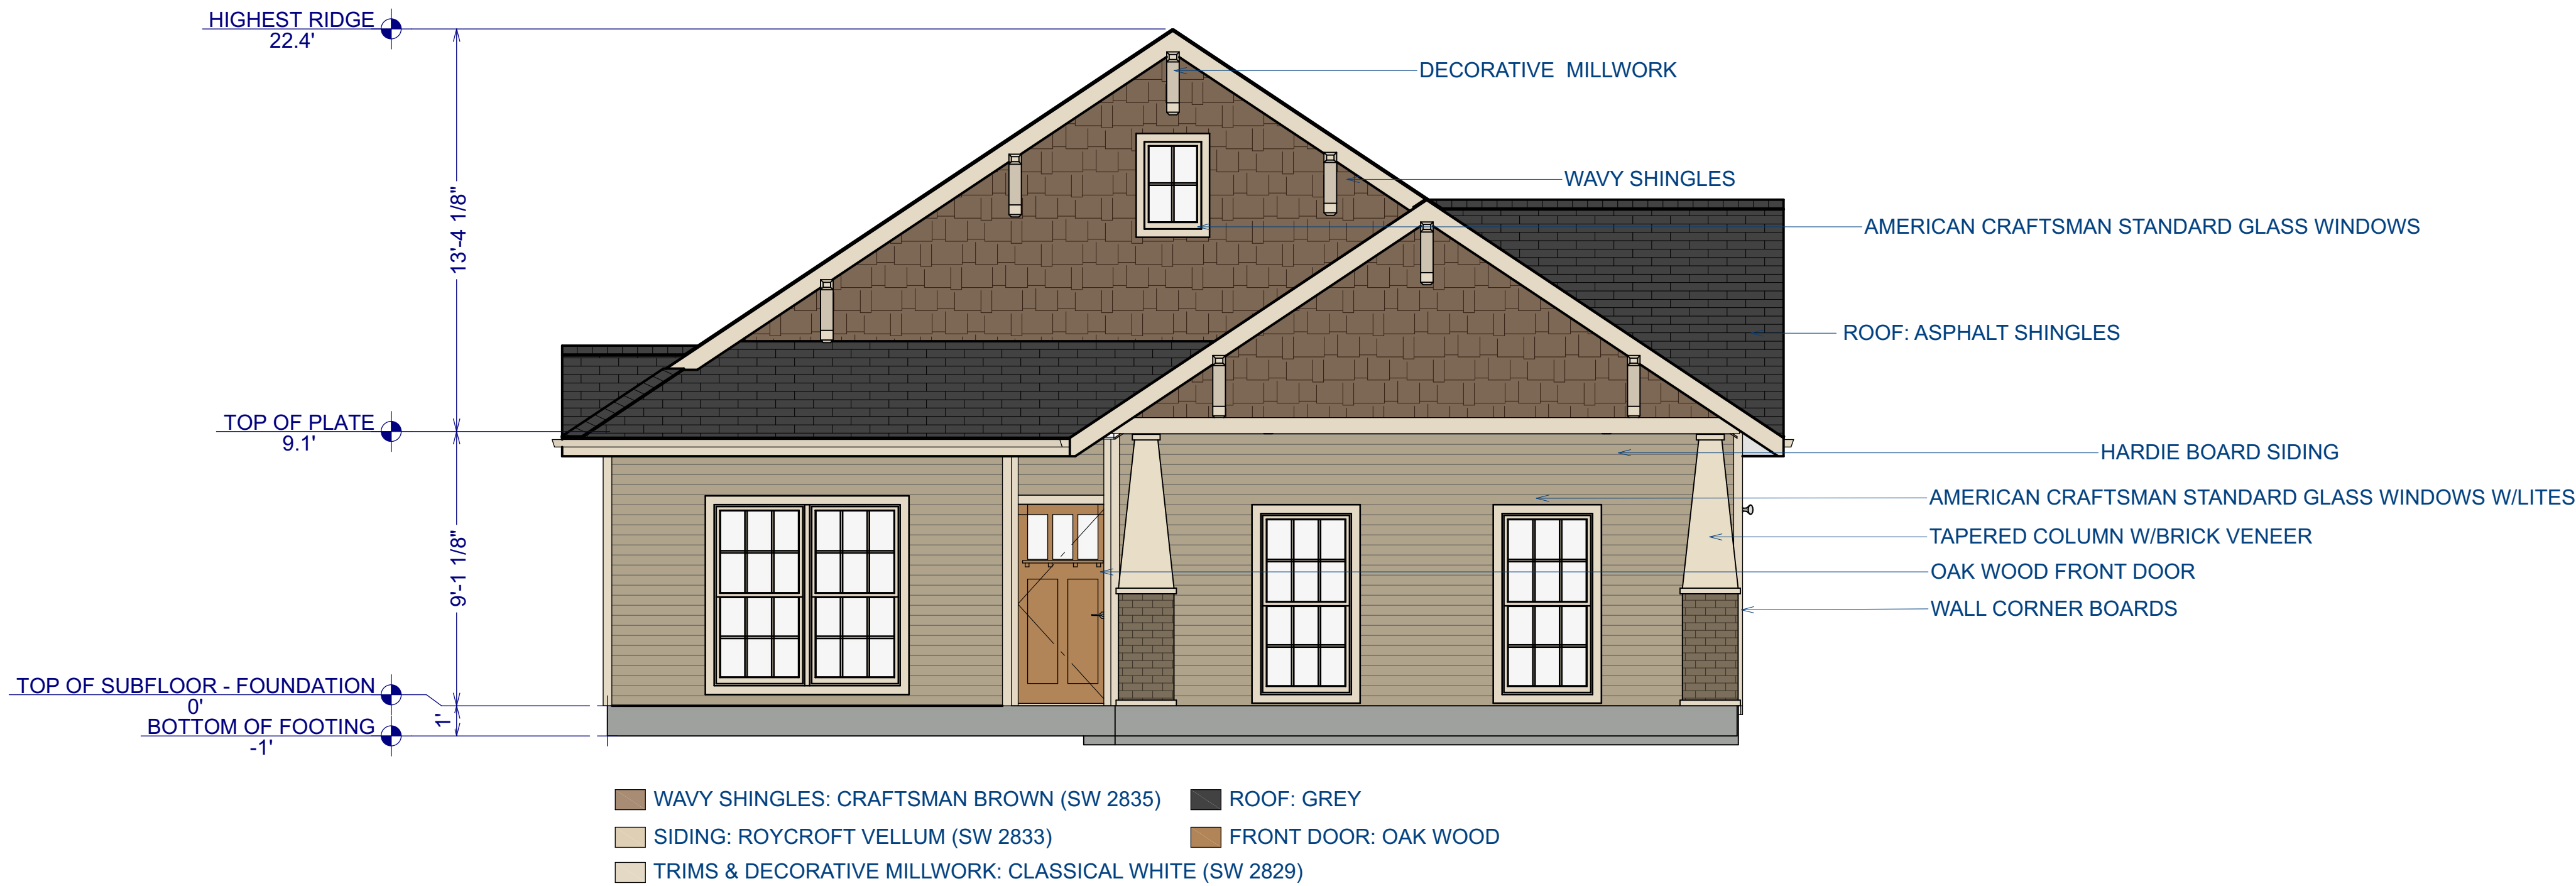 HIGHEST RIDGE
22.4'
DECORATIVE MILLWORK
WAVY SHINGLES
13'-4 1/8"
AMERICAN CRAFTSMAN STANDARD GLASS WINDOWS
ROOF: ASPHALT SHINGLES
TOP OF PLATE
9.1'
HARDIE BOARD SIDING
AMERICAN CRAFTSMAN STANDARD GLASS WINDOWS W/LITES
TAPERED COLUMN W/BRICK VENEER
9'-1 1/8"
OAK WOOD FRONT DOOR
WALL CORNER BOARDS
TOP OF SUBFLOOR - FOUNDATION
0'
1'
BOTTOM OF FOOTING
-1'
WAVY SHINGLES: CRAFTSMAN BROWN (SW 2835)
ROOF: GREY
SIDING: ROYCROFT VELLUM (SW 2833)
FRONT DOOR: OAK WOOD
TRIMS & DECORATIVE MILLWORK: CLASSICAL WHITE (SW 2829)